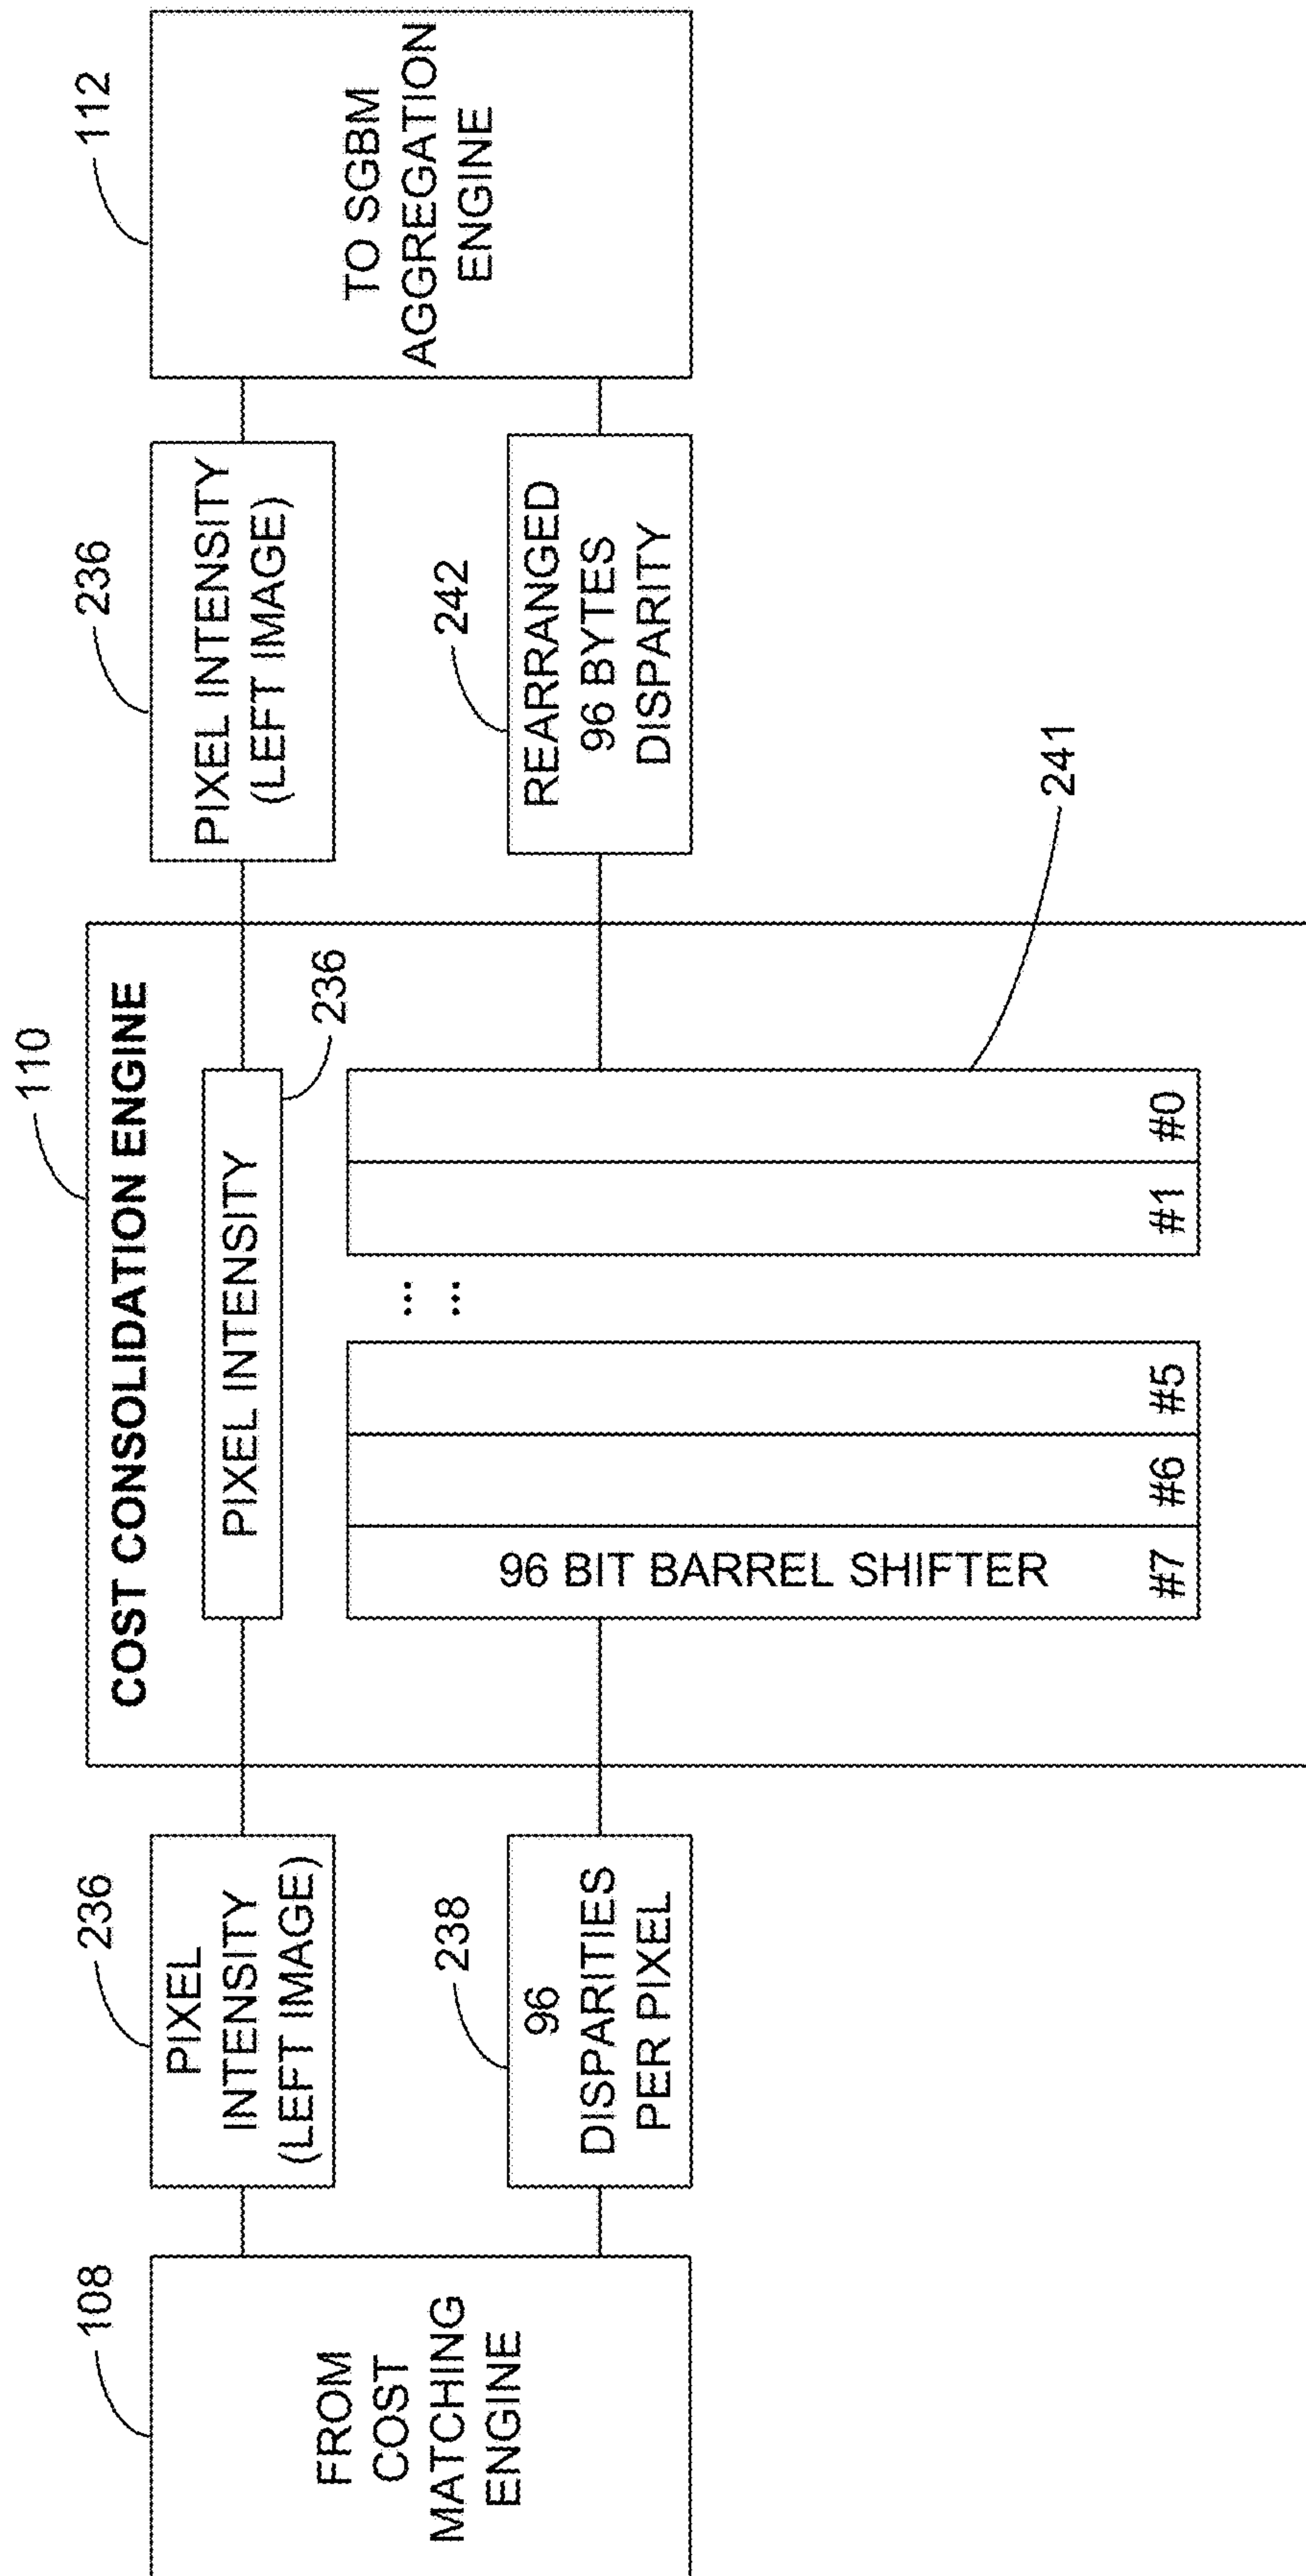 108
FROM
COST
MATCHING
ENGINE
236
PIXEL
INTENSITY
(LEFT IMAGE)
238
96
DISPARITIES
PER PIXEL
110
COST CONSOLIDATION ENGINE
PIXEL INTENSITY
236
96 BIT BARREL SHIFTER
#7
#6
#5
...
...
#1
#0
241
236
PIXEL INTENSITY
(LEFT IMAGE)
242
REARRANGED
96 BYTES
DISPARITY
112
TO SGBM
AGGREGATION
ENGINE